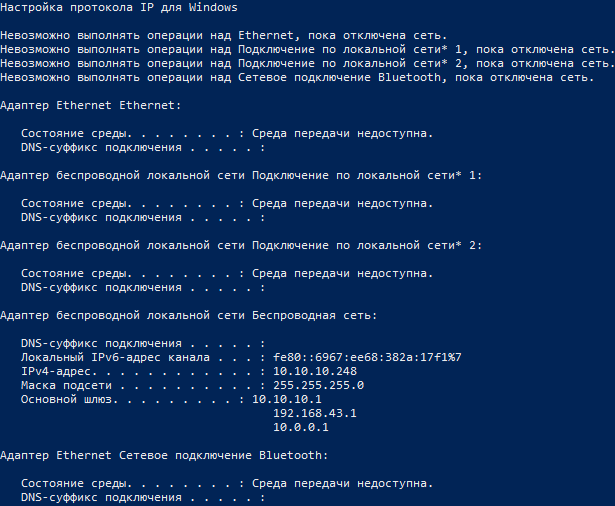 Настройка протокола IP для Windows
Невозможно выполнять операции над Ethernet, пока отключена сеть.
Невозможно выполнять операции над Подключение по локальной сети* 1, пока отключена сеть.
Невозможно выполнять операции над Подключение по локальной сети* 2, пока отключена сеть.
Невозможно выполнять операции над Сетевое подключение Bluetooth, пока отключена сеть.
Адаптер Ethernet Ethernet:
Состояние среды. . . . . . . . : Среда передачи недоступна.
DNS-суффикс подключения . . . . . :
Адаптер беспроводной локальной сети Подключение по локальной сети* 1:
Состояние среды. . . . . . . . : Среда передачи недоступна.
DNS-суффикс подключения . . . . . :
Адаптер беспроводной локальной сети Подключение по локальной сети* 2:
Состояние среды. . . . . . . . : Среда передачи недоступна.
DNS-суффикс подключения . . . . . :
Адаптер беспроводной локальной сети Беспроводная сеть:
DNS-суффикс подключения . . . . . :
Локальный IPv6-адрес канала . . . : fe80::6967:ee68:382a:17f1%7
IPv4-адрес. . . . . . . . . . . . : 10.10.10.248
Маска подсети . . . . . . . . . . : 255.255.255.0
Основной шлюз. . . . . . . . . : 10.10.10.1
192.168.43.1
10.0.0.1
Адаптер Ethernet Сетевое подключение Bluetooth:
Состояние среды. . . . . . . . : Среда передачи недоступна.
DNS-суффикс подключения . . . . . :